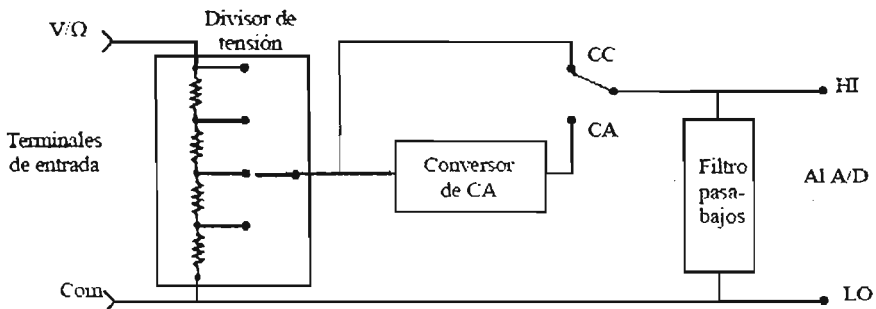 V/Ω
Divisor de
tensión
CC
HI
Terminales
de entrada
CA
Conversor
de CA
Filtro
pasa-
bajos
Al A/D
Com
LO